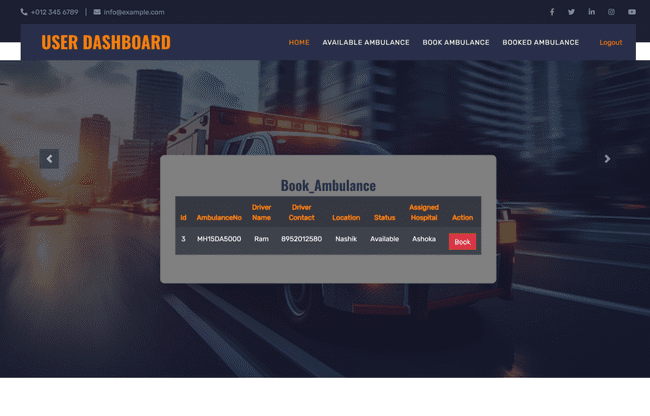 +012 345 6789 | info@example.com
USER DASHBOARD
HOME AVAILABLE AMBULANCE BOOK AMBULANCE BOOKED AMBULANCE Logout
Book_Ambulance
Id AmbulanceNo Driver Name Driver Contact Location Status Assigned Hospital Action
3 MH15DA5000 Ram 8952012580 Nashik Available Ashoka Book